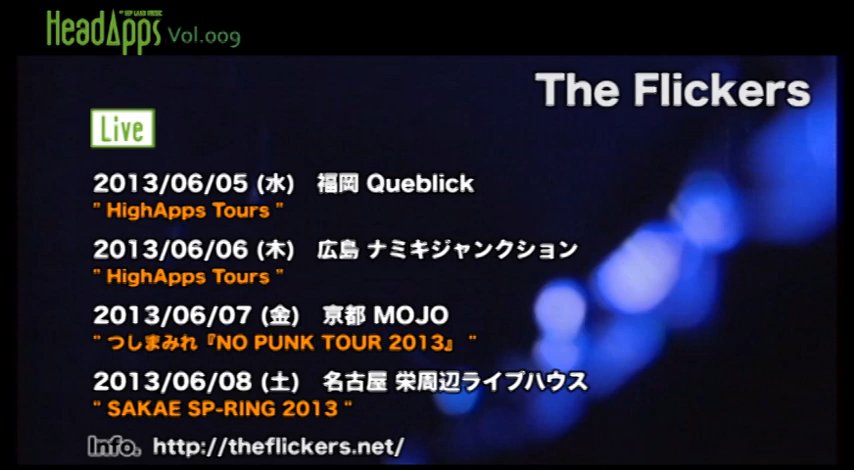 HeadApps Vol.009
The Flickers
Live
2013/06/05 (水) 福岡 Queblick
" HighApps Tours "
2013/06/06 (木) 広島 ナミキジャンクション
" HighApps Tours "
2013/06/07 (金) 京都 MOJO
" つしまみれ『NO PUNK TOUR 2013』 "
2013/06/08 (土) 名古屋 栄周辺ライブハウス
" SAKAE SP-RING 2013 "
Info. http://theflickers.net/